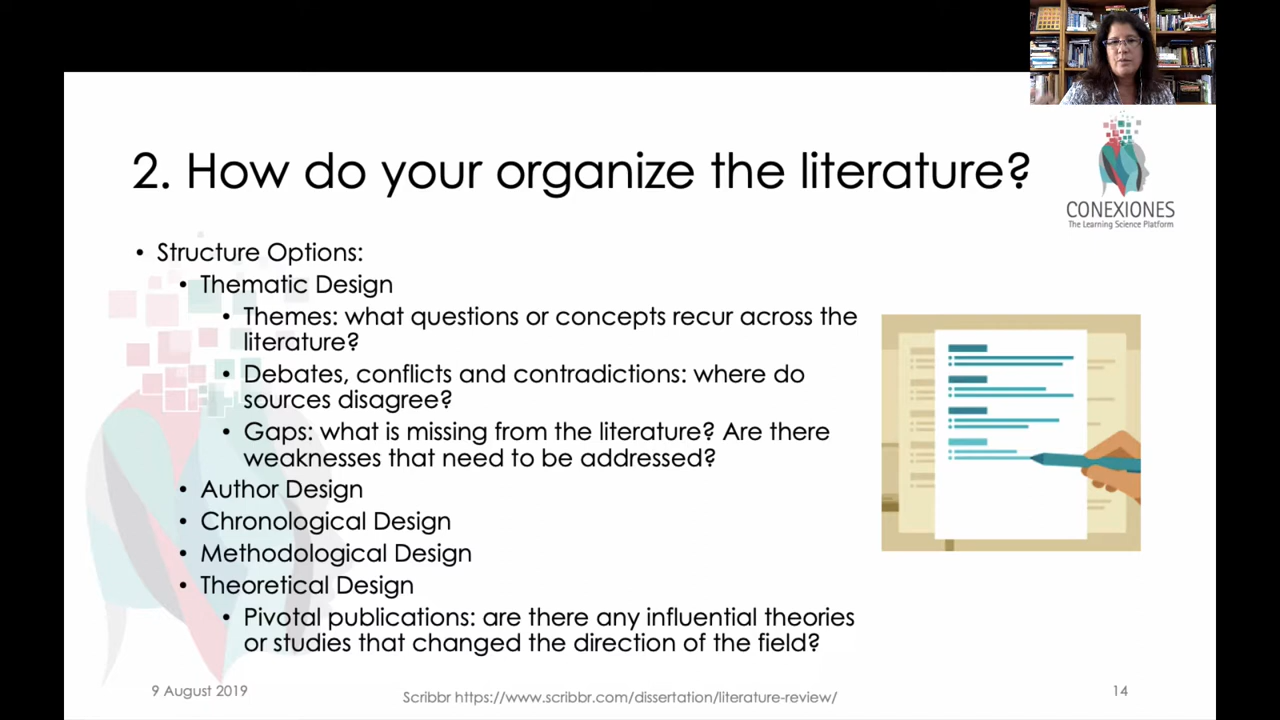 2. How do your organize the literature?
CONEXIONES
The Learning Science Platform
• Structure Options:
• Thematic Design
• Themes: what questions or concepts recur across the
literature?
• Debates, conflicts and contradictions: where do
sources disagree?
• Gaps: what is missing from the literature? Are there
weaknesses that need to be addressed?
• Author Design
• Chronological Design
• Methodological Design
• Theoretical Design
• Pivotal publications: are there any influential theories
or studies that changed the direction of the field?
9 August 2019
Scribbr https://www.scribbr.com/dissertation/literature-review/
14